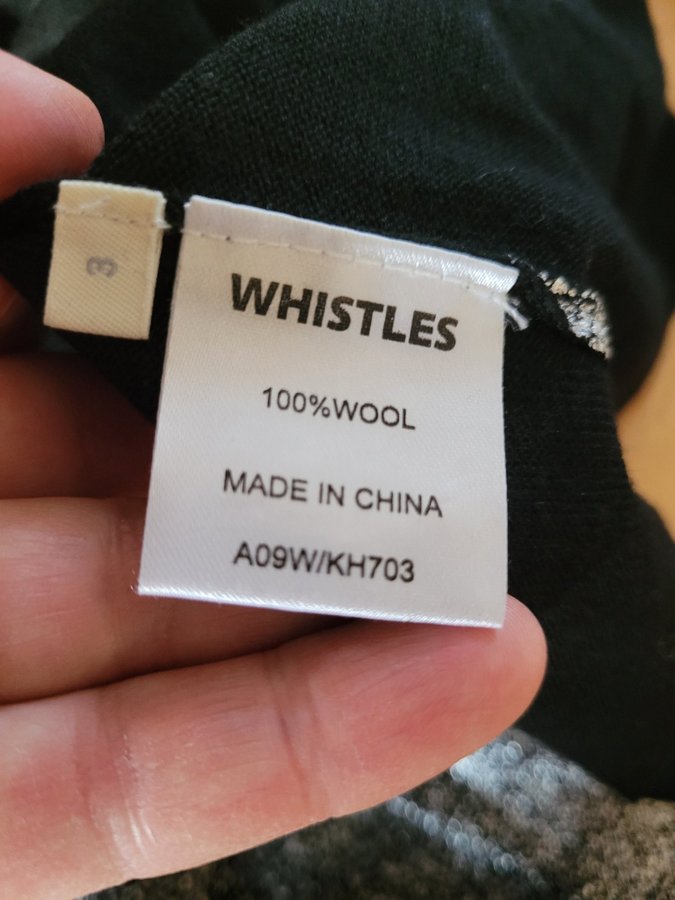 3
WHISTLES
100%WOOL
MADE IN CHINA
A09W/KH703